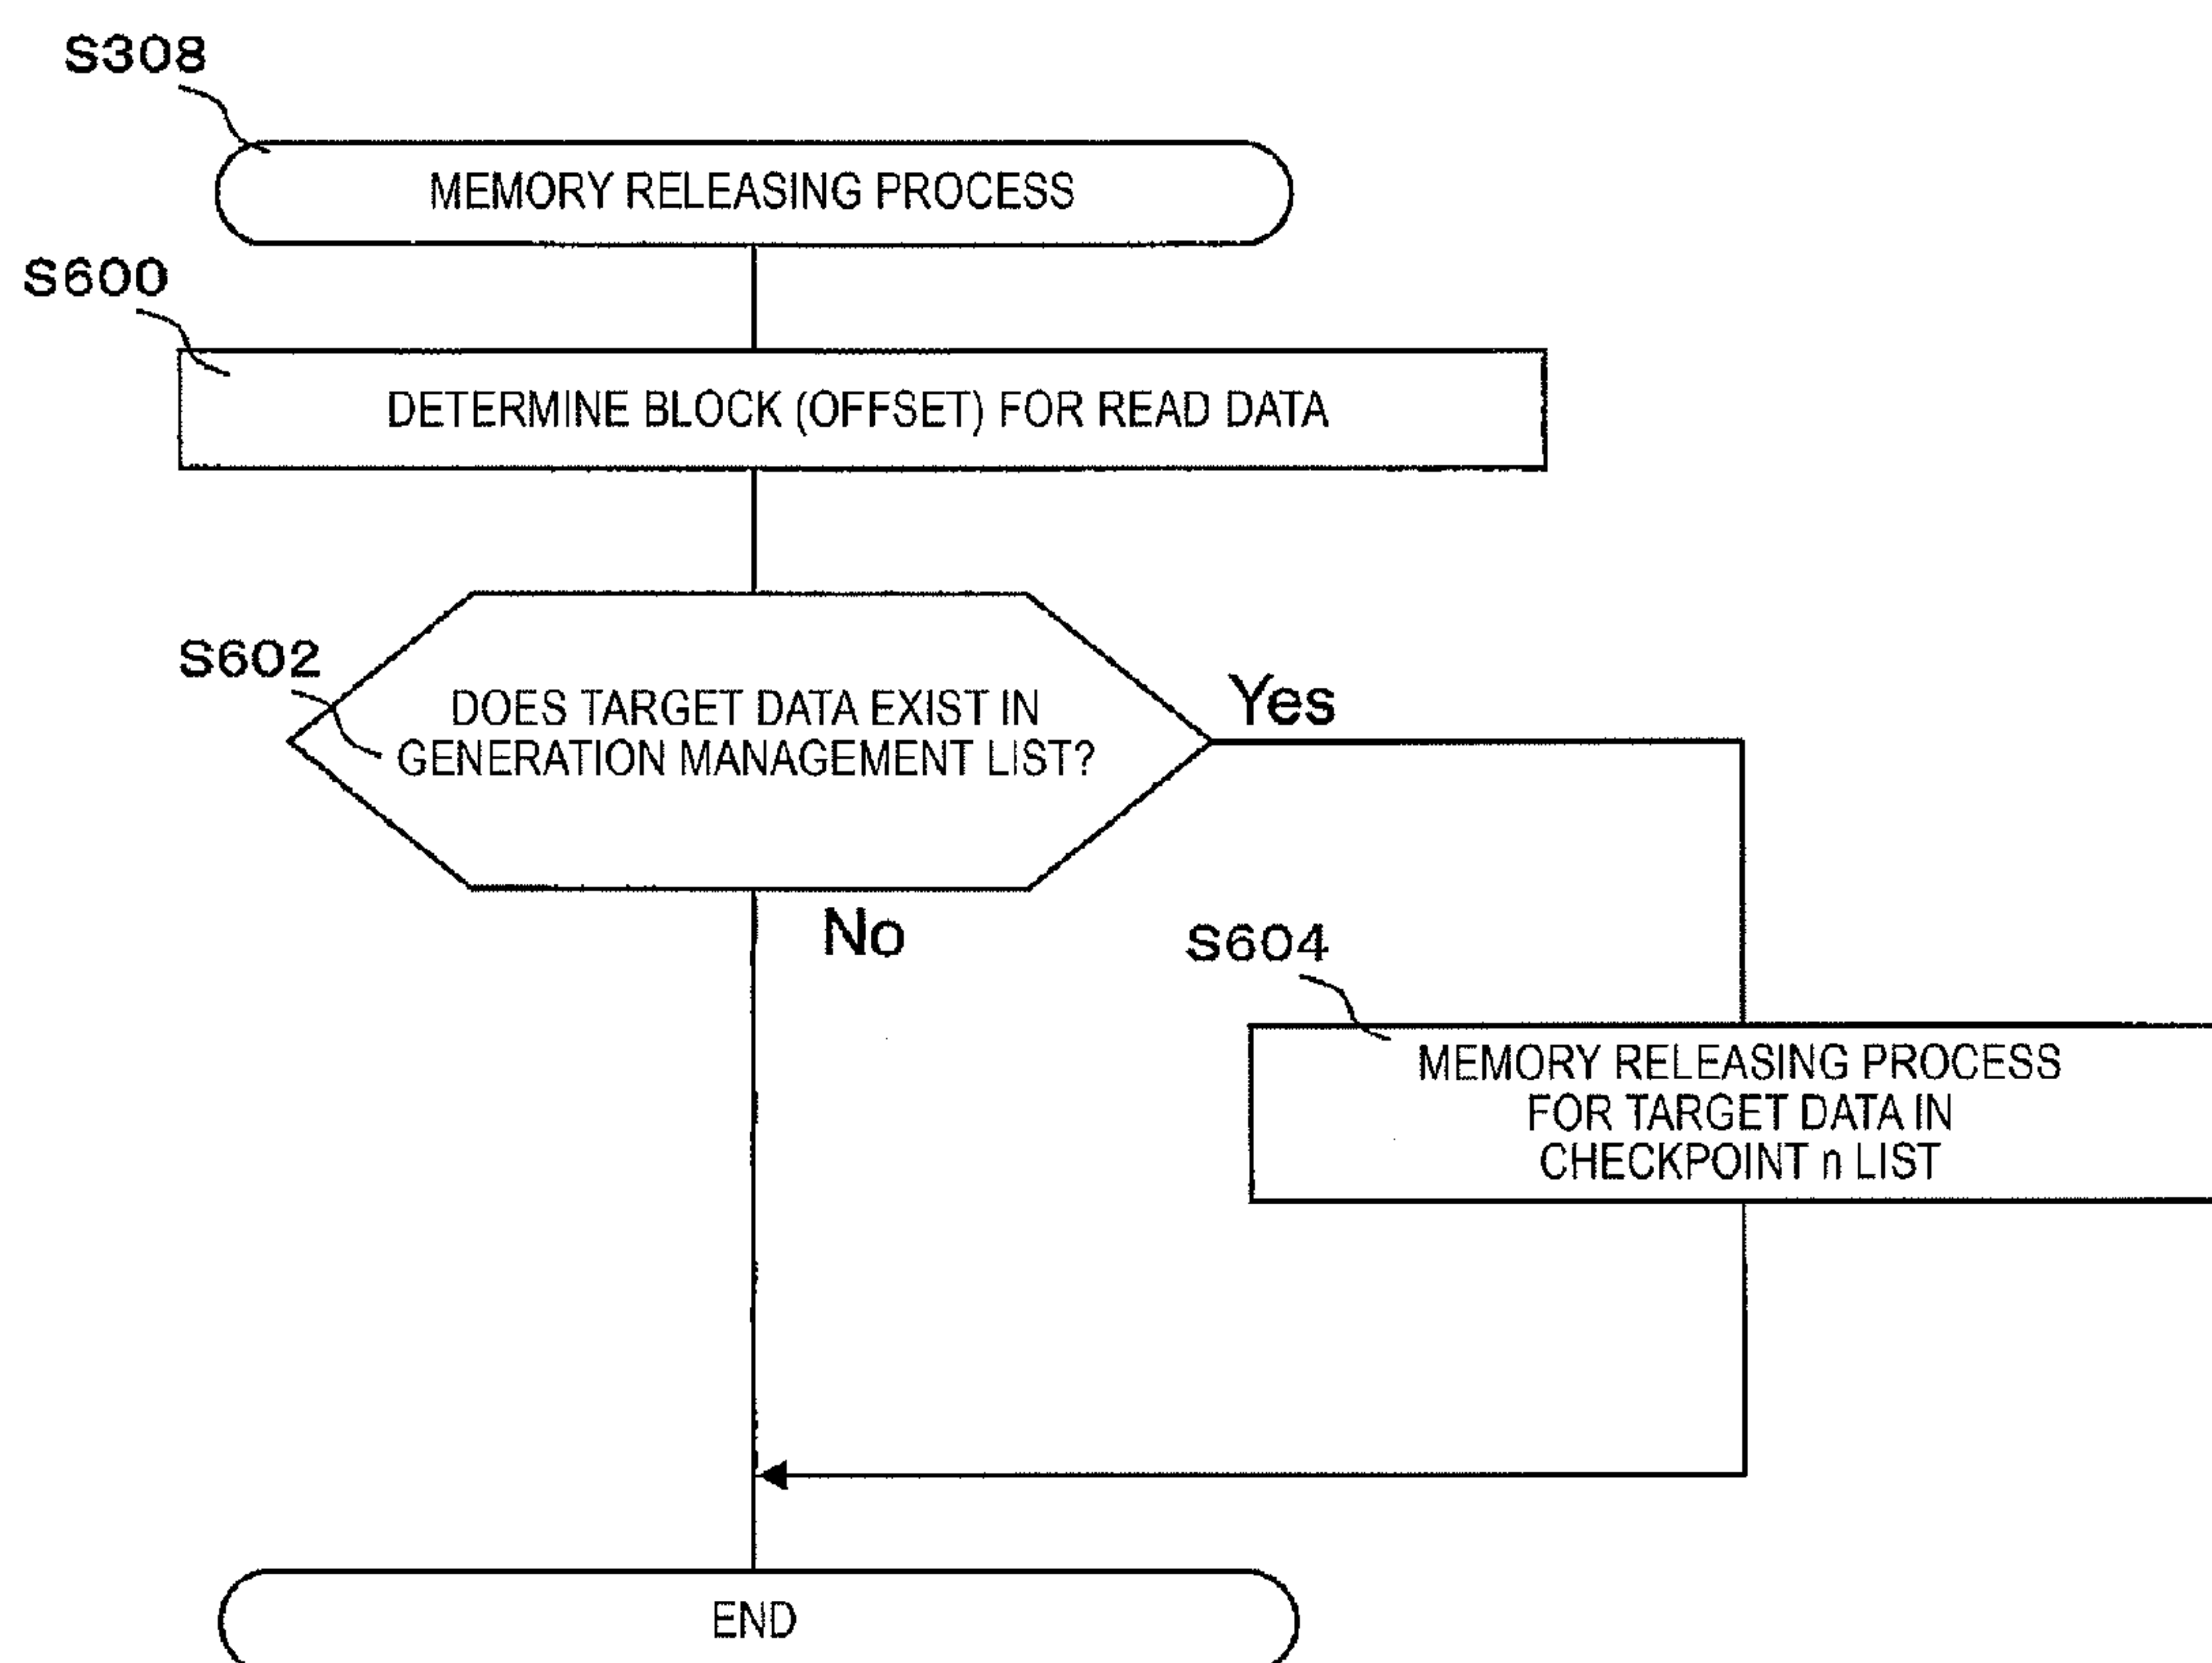 S308
MEMORY RELEASING PROCESS
S600
DETERMINE BLOCK (OFFSET) FOR READ DATA
S602
DOES TARGET DATA EXIST IN
GENERATION MANAGEMENT LIST?
Yes
No
S604
MEMORY RELEASING PROCESS
FOR TARGET DATA IN
CHECKPOINT n LIST
END